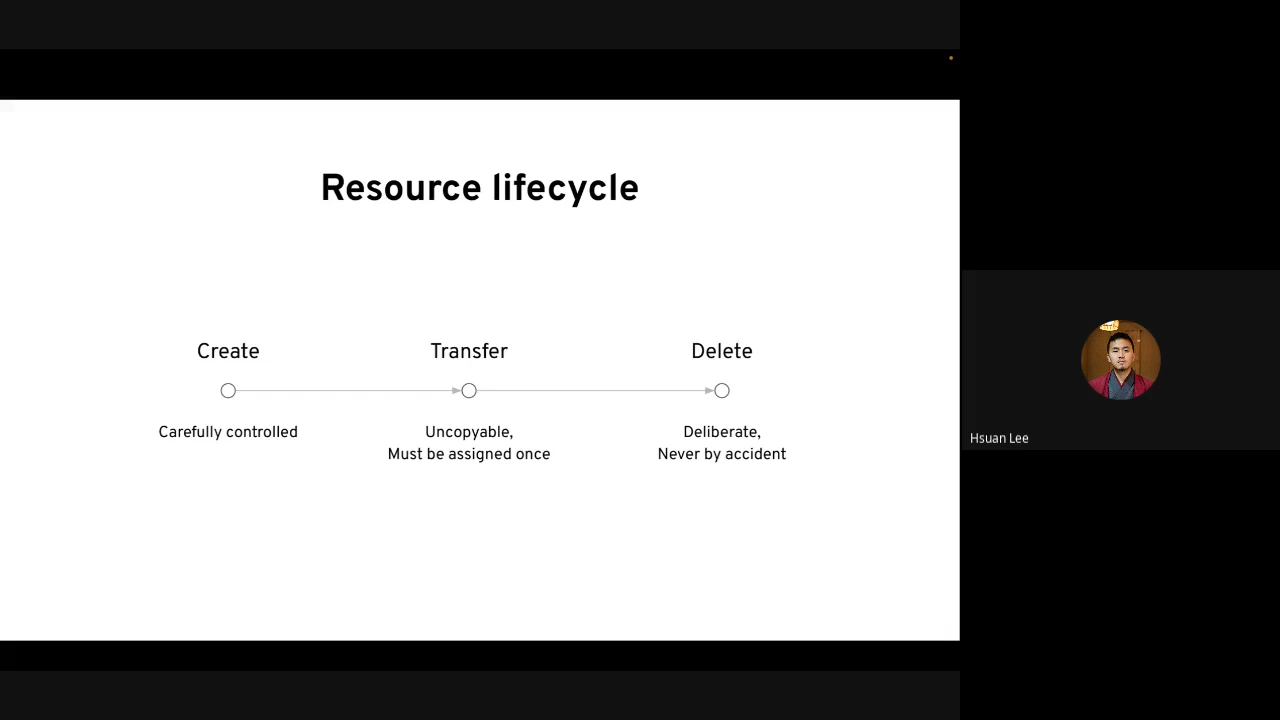 Resource lifecycle
Create
Transfer
Delete
Carefully controlled
Uncopyable,
Must be assigned once
Deliberate,
Never by accident
Hsuan Lee